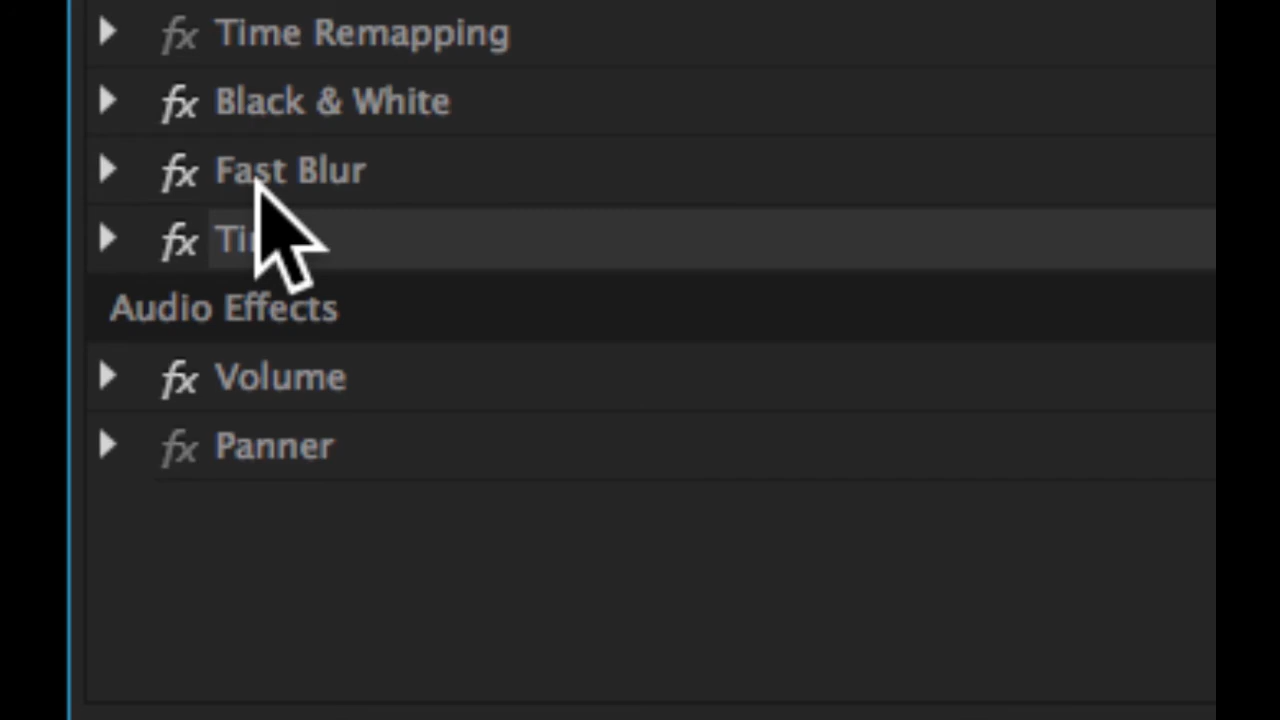 fx Time Remapping
fx Black & White
fx Fast Blur
fx
Audio Effects
fx Volume
fx Panner